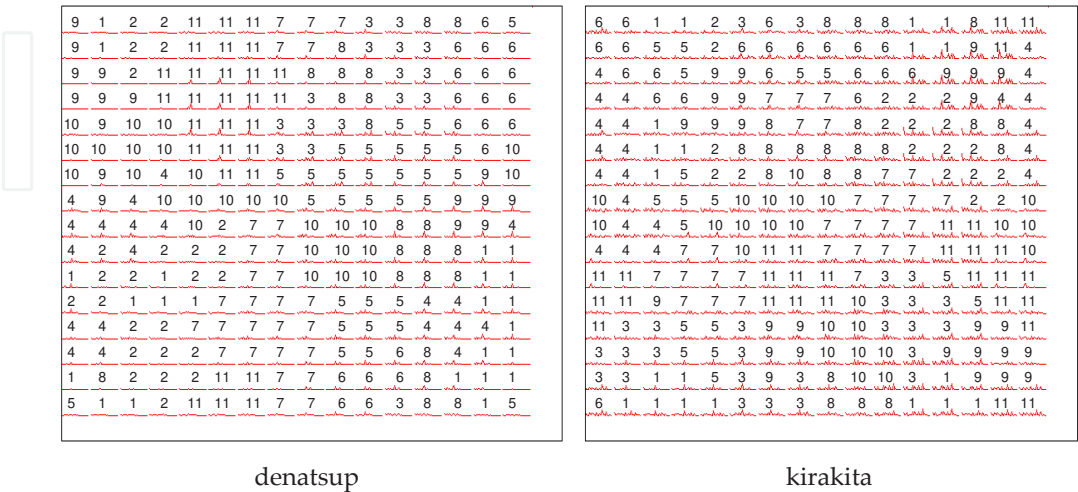 9 1 2 2 11 11 11 7 7 7 3 3 8 8 6 5
9 1 2 2 11 11 11 7 7 8 3 3 3 6 6 6
9 9 2 11 11 11 11 11 8 8 8 3 3 6 6 6
9 9 9 11 11 11 11 11 3 8 8 3 3 6 6 6
10 9 10 10 11 11 11 3 3 3 8 5 5 6 6 6
10 10 10 10 11 11 11 3 3 5 5 5 5 5 6 10
10 9 10 4 10 11 11 5 5 5 5 5 5 5 9 10
4 9 4 10 10 10 10 10 5 5 5 5 5 9 9 9
4 4 4 4 10 2 7 7 10 10 10 8 8 9 9 4
4 2 4 2 2 2 7 7 10 10 10 8 8 8 1 1
1 2 2 1 2 2 7 7 10 10 10 8 8 8 1 1
2 2 1 1 1 7 7 7 7 5 5 5 4 4 1 1
4 4 2 2 7 7 7 7 7 5 5 5 4 4 4 1
4 4 2 2 2 7 7 7 7 5 5 6 8 4 1 1
1 8 2 2 2 11 11 7 7 6 6 6 8 1 1 1
5 1 1 2 11 11 11 7 7 6 6 3 8 8 1 5
denatsup
6 6 1 1 2 3 6 3 8 8 8 1 1 8 11 11
6 6 5 5 2 6 6 6 6 6 6 1 1 9 11 4
4 6 6 5 9 9 6 5 5 6 6 6 9 9 9 4
4 4 6 6 9 9 7 7 7 6 2 2 2 9 4 4
4 4 1 9 9 9 8 7 7 8 2 2 2 8 8 4
4 4 1 1 2 8 8 8 8 8 8 2 2 2 8 4
4 4 1 5 2 2 8 10 8 8 7 7 2 2 2 4
10 4 5 5 5 10 10 10 10 7 7 7 7 2 2 10
10 4 4 5 10 10 10 10 7 7 7 7 11 11 10 10
4 4 4 7 7 10 11 11 7 7 7 7 11 11 11 10
11 11 7 7 7 7 11 11 11 7 3 3 5 11 11 11
11 11 9 7 7 7 11 11 11 10 3 3 3 5 11 11
11 3 3 5 5 3 9 9 10 10 3 3 3 9 9 11
3 3 3 5 5 3 9 9 10 10 10 3 9 9 9 9
3 3 1 1 5 3 9 3 8 10 10 3 1 9 9 9
6 1 1 1 1 3 3 3 8 8 8 1 1 1 11 11
kirakita